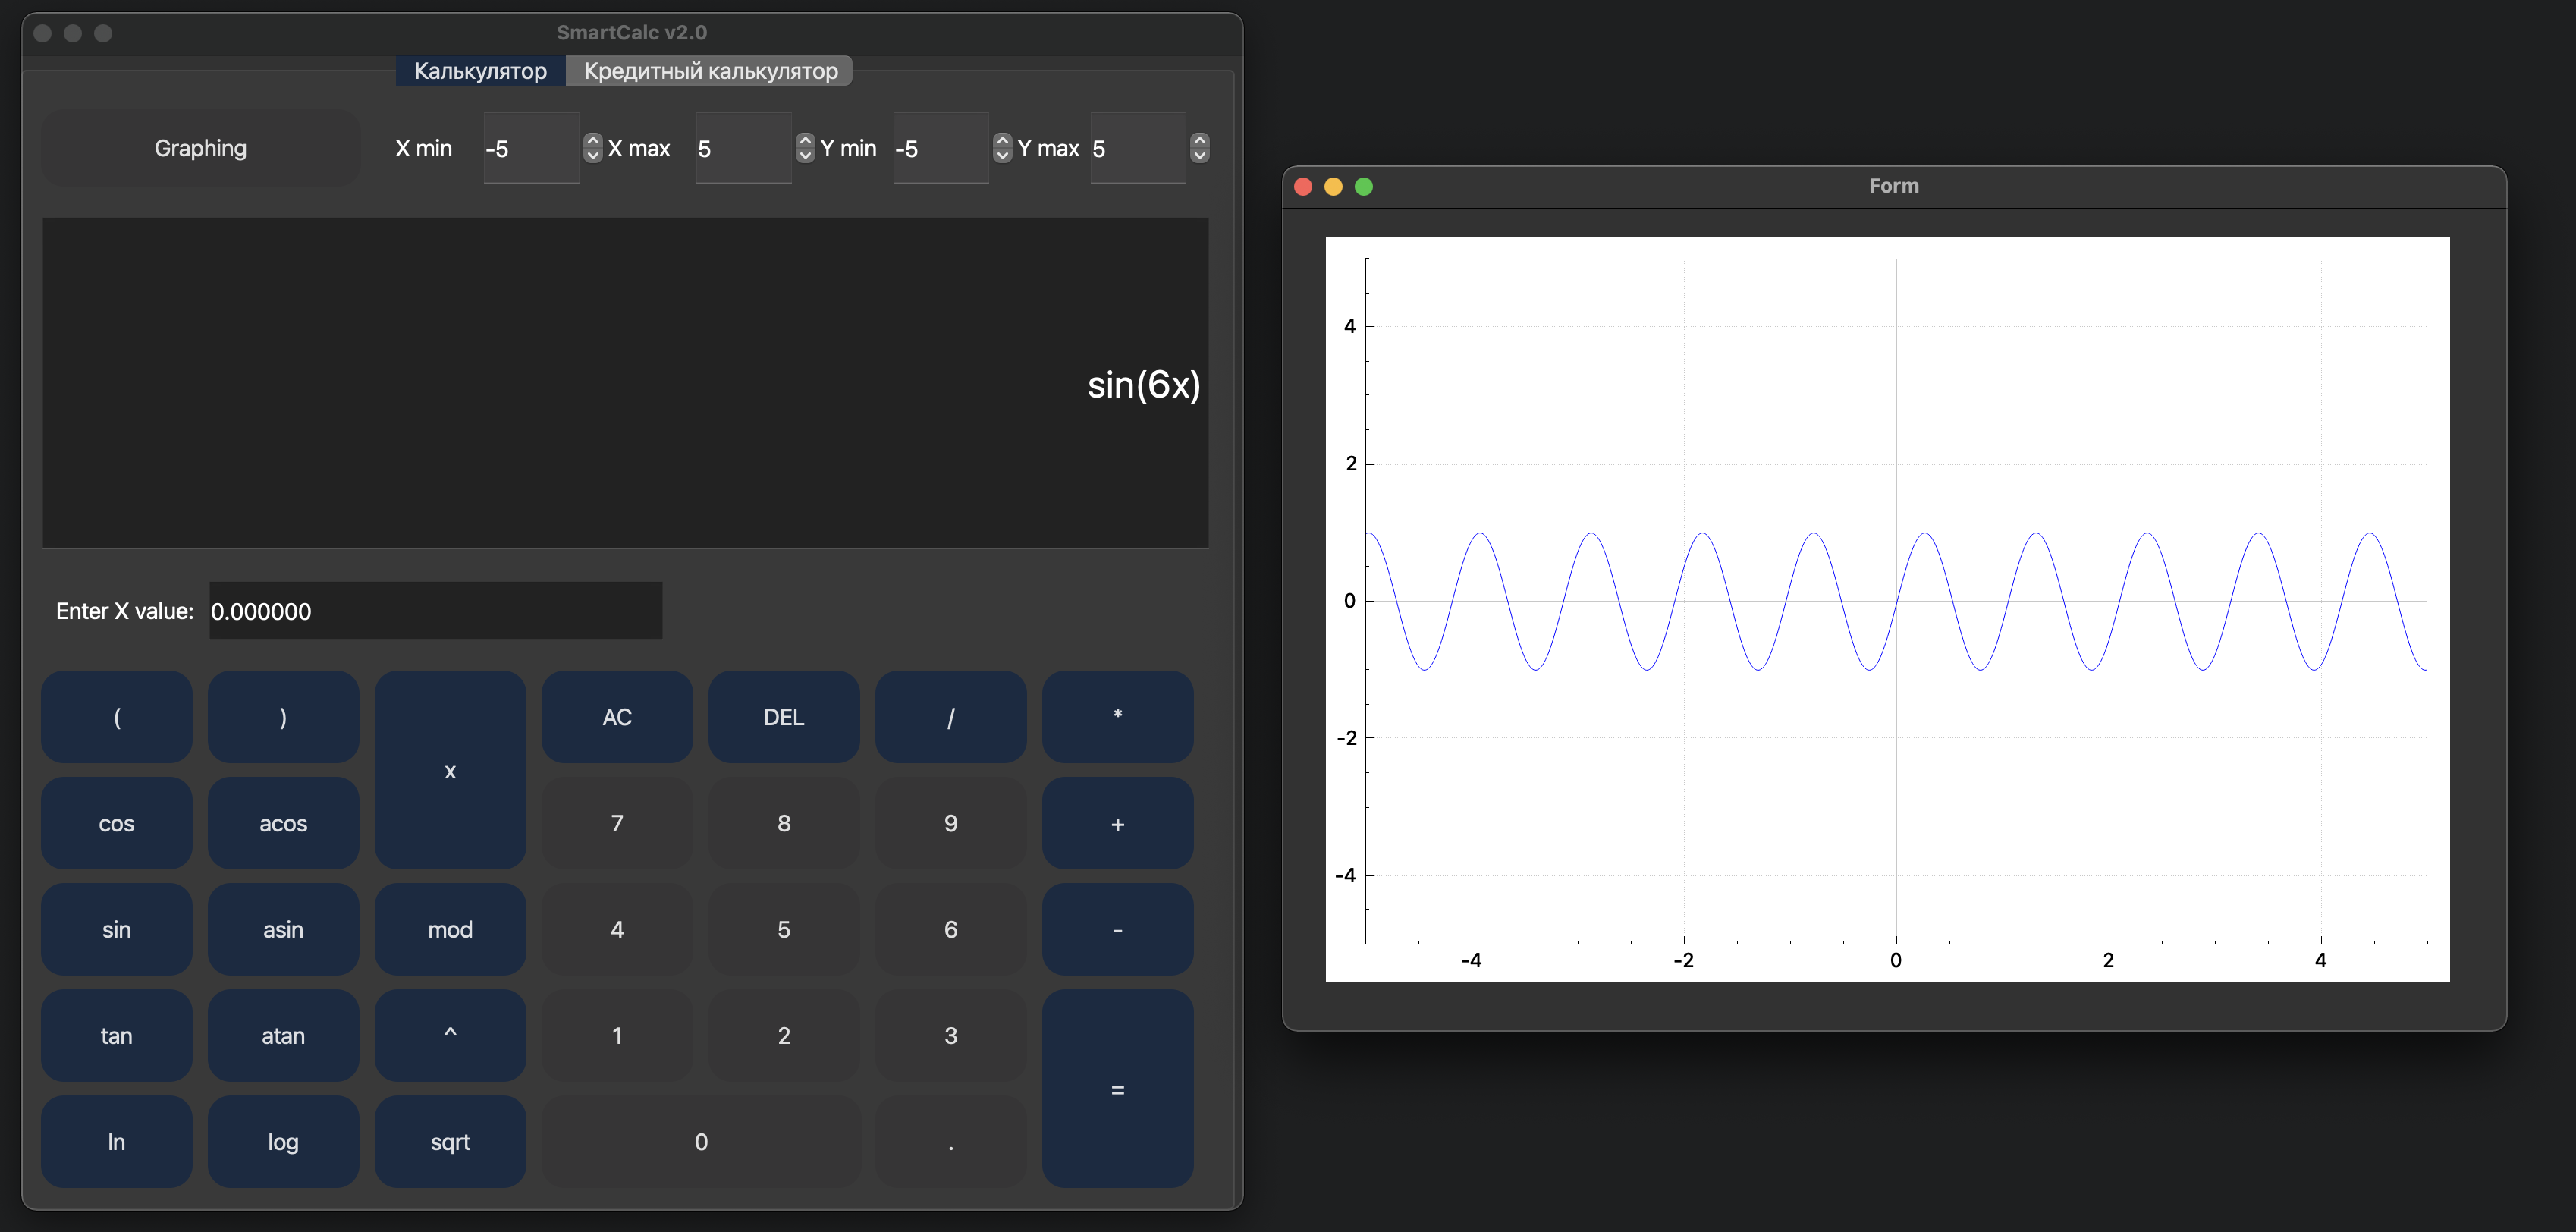 SmartCalc v2.0
Калькулятор Кредитный калькулятор
Graphing X min -5 X max 5 Y min -5 Y max 5
sin(6x)
Enter X value: 0.000000
( ) x AC DEL / *
cos acos 7 8 9 +
sin asin mod 4 5 6 -
tan atan ^ 1 2 3 =
ln log sqrt 0 .
Form
4
2
0
-2
-4
-4 -2 0 2 4